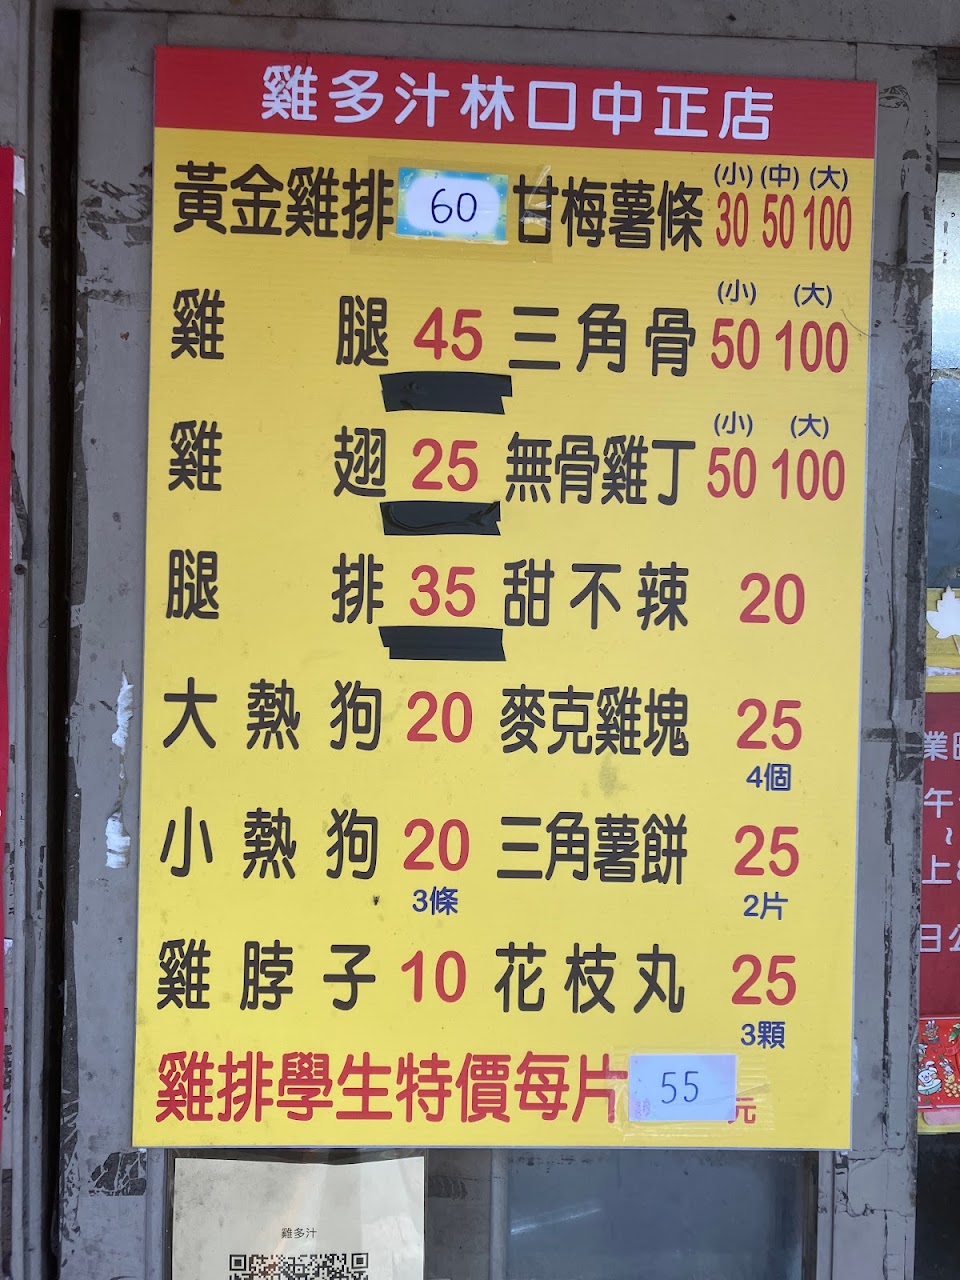 雞多汁林口中正店
黃金雞排 60
雞腿 45
雞翅 25
腿排 35
大熱狗 20
小熱狗 20
3條
雞脖子 10
(小) (中) (大)
甘梅薯條 30 50 100
(小) (大)
三角骨 50 100
(小) (大)
無骨雞丁 50 100
甜不辣 20
麥克雞塊 25
4個
三角薯餅 25
2片
花枝丸 25
3顆
雞排學生特價每片 55 元
雞多汁
業
午
~
上
日公